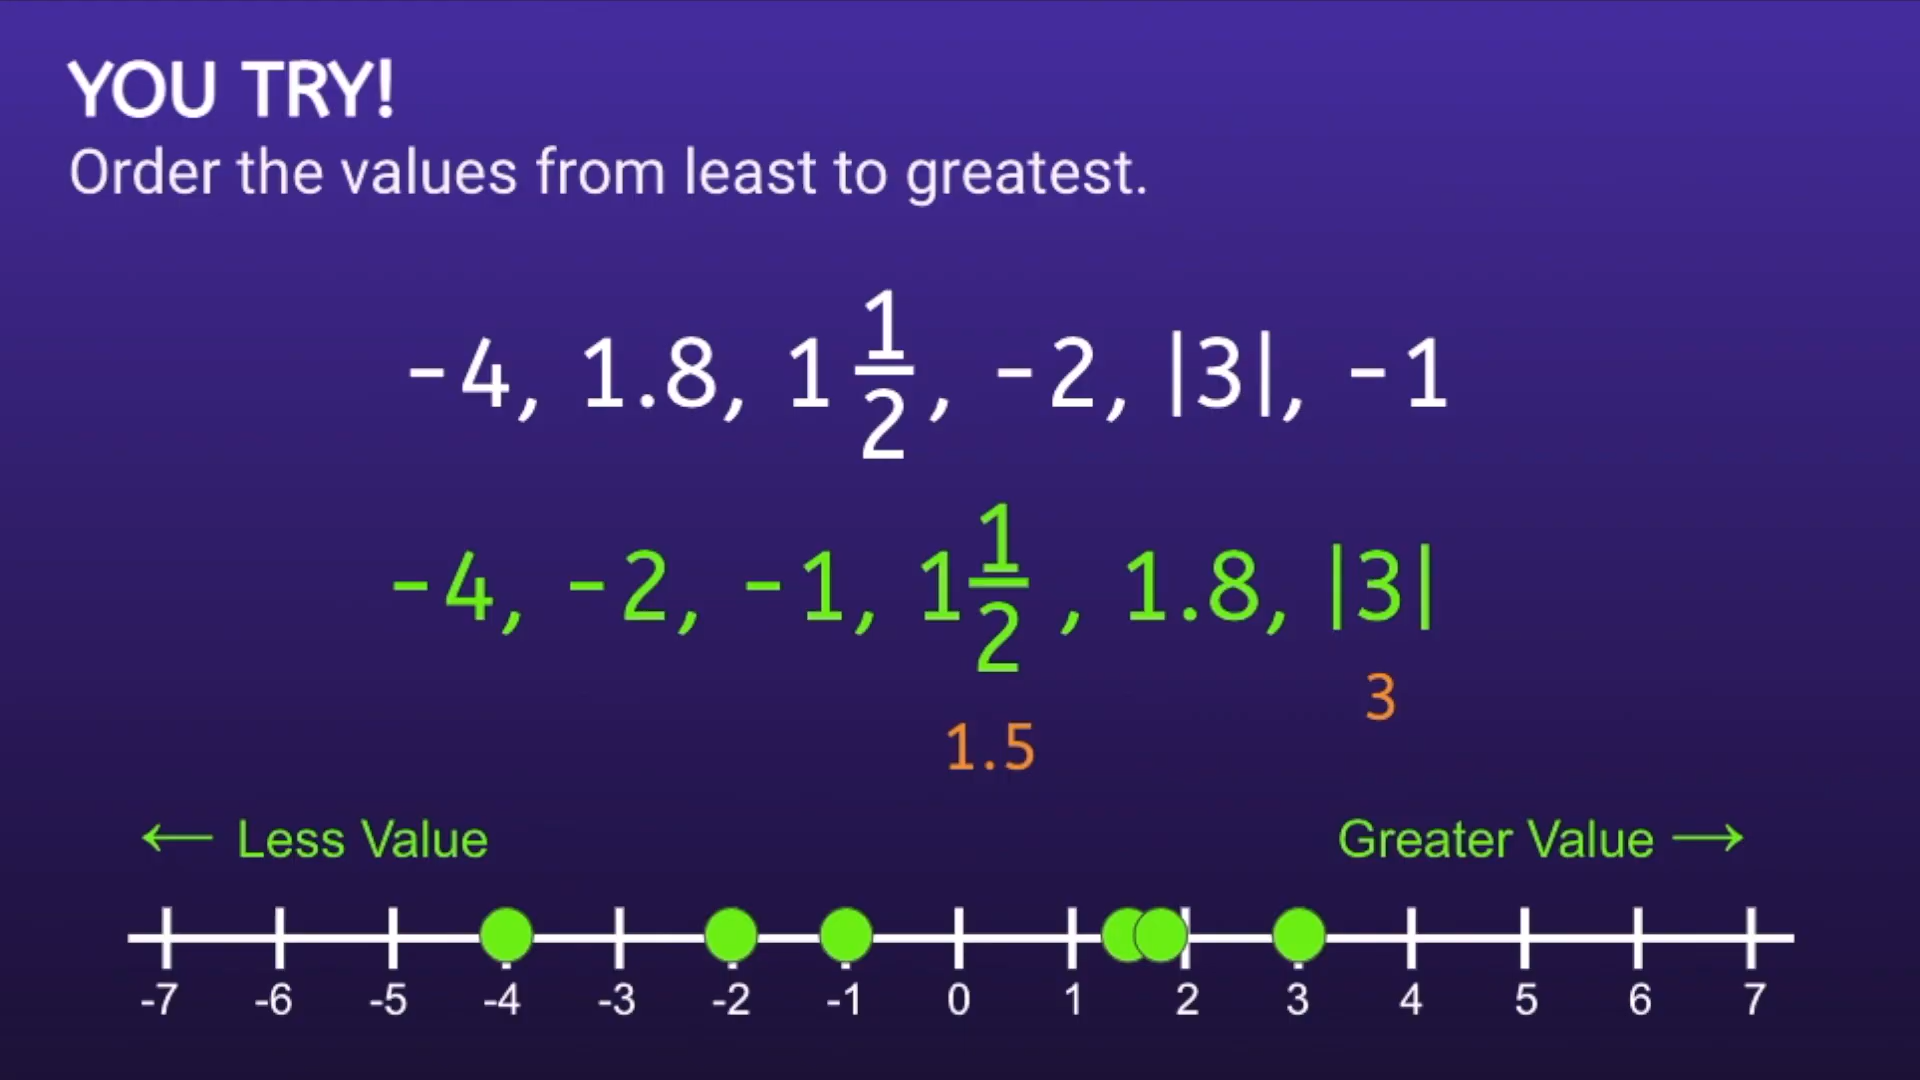 YOU TRY!
Order the values from least to greatest.
-4, 1.8, 1 1/2, -2, |3|, -1
-4, -2, -1, 1 1/2 , 1.8, |3|
3
1.5
← Less Value
Greater Value →
-7 -6 -5 -4 -3 -2 -1 0 1 2 3 4 5 6 7